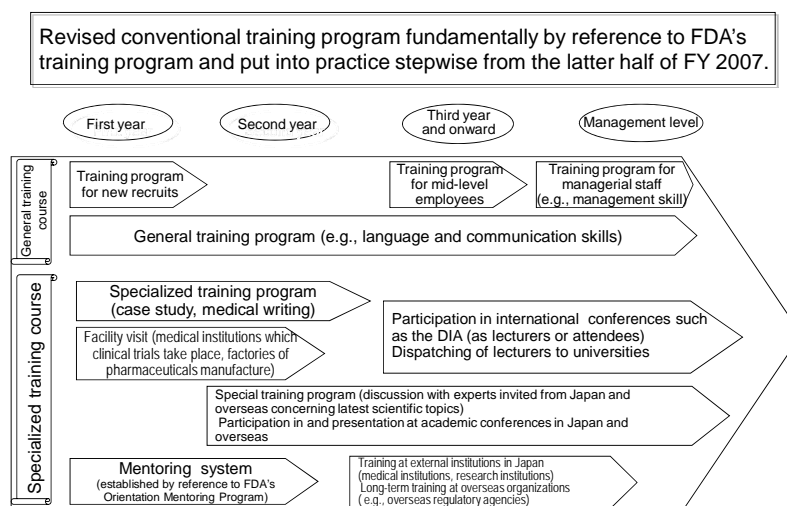 Revised conventional training program fundamentally by reference to FDA's
training program and put into practice stepwise from the latter half of FY 2007.
First year
Second year
Third year
and onward
Management level
General training
course
Training program
for new recruits
Training program
for mid-level
employees
Training program for
managerial staff
(e.g., management skill)
General training program (e.g., language and communication skills)
Specialized training course
Specialized training program
(case study, medical writing)
Facility visit (medical institutions which
clinical trials take place, factories of
pharmaceuticals manufacture)
Participation in international conferences such
as the DIA (as lecturers or attendees)
Dispatching of lecturers to universities
Special training program (discussion with experts invited from Japan and
overseas concerning latest scientific topics)
Participation in and presentation at academic conferences in Japan and
overseas
Mentoring system
(established by reference to FDA's
Orientation Mentoring Program)
Training at external institutions in Japan
(medical institutions, research institutions)
Long-term training at overseas organizations
( e.g., overseas regulatory agencies)